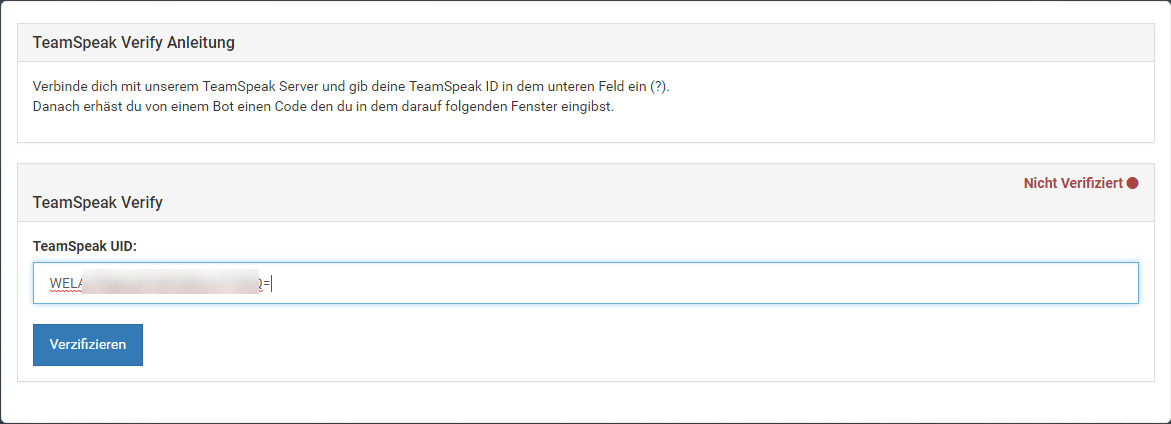 TeamSpeak Verify Anleitung
Verbinde dich mit unserem TeamSpeak Server und gib deine TeamSpeak ID in dem unteren Feld ein (?).
Danach erhäst du von einem Bot einen Code den du in dem darauf folgenden Fenster eingibst.
Nicht Verifiziert
TeamSpeak Verify
TeamSpeak UID:
Verzifizieren